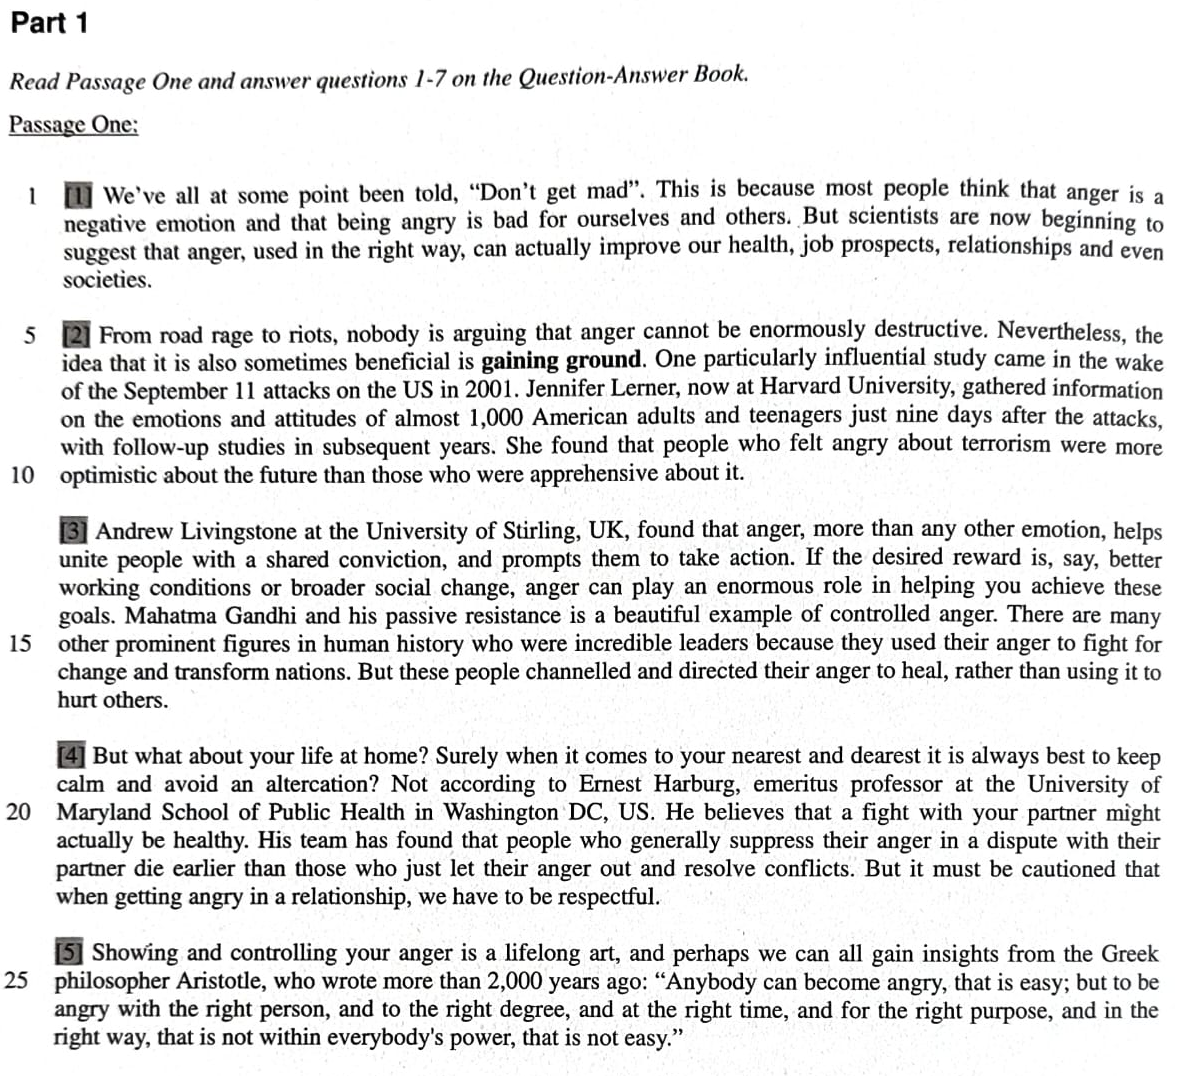 Part 1
Read Passage One and answer questions 1-7 on the Question-Answer Book.
Passage One:
1 [1] We've all at some point been told, “Don't get mad”. This is because most people think that anger is a
negative emotion and that being angry is bad for ourselves and others. But scientists are now beginning to
suggest that anger, used in the right way, can actually improve our health, job prospects, relationships and even
societies.
5 [2] From road rage to riots, nobody is arguing that anger cannot be enormously destructive. Nevertheless, the
idea that it is also sometimes beneficial is gaining ground. One particularly influential study came in the wake
of the September 11 attacks on the US in 2001. Jennifer Lerner, now at Harvard University, gathered information
on the emotions and attitudes of almost 1,000 American adults and teenagers just nine days after the attacks,
with follow-up studies in subsequent years. She found that people who felt angry about terrorism were more
10 optimistic about the future than those who were apprehensive about it.
[3] Andrew Livingstone at the University of Stirling, UK, found that anger, more than any other emotion, helps
unite people with a shared conviction, and prompts them to take action. If the desired reward is, say, better
working conditions or broader social change, anger can play an enormous role in helping you achieve these
goals. Mahatma Gandhi and his passive resistance is a beautiful example of controlled anger. There are many
15 other prominent figures in human history who were incredible leaders because they used their anger to fight for
change and transform nations. But these people channelled and directed their anger to heal, rather than using it to
hurt others.
[4] But what about your life at home? Surely when it comes to your nearest and dearest it is always best to keep
calm and avoid an altercation? Not according to Ernest Harburg, emeritus professor at the University of
20 Maryland School of Public Health in Washington DC, US. He believes that a fight with your partner might
actually be healthy. His team has found that people who generally suppress their anger in a dispute with their
partner die earlier than those who just let their anger out and resolve conflicts. But it must be cautioned that
when getting angry in a relationship, we have to be respectful.
[5] Showing and controlling your anger is a lifelong art, and perhaps we can all gain insights from the Greek
25 philosopher Aristotle, who wrote more than 2,000 years ago: “Anybody can become angry, that is easy; but to be
angry with the right person, and to the right degree, and at the right time, and for the right purpose, and in the
right way, that is not within everybody's power, that is not easy.”